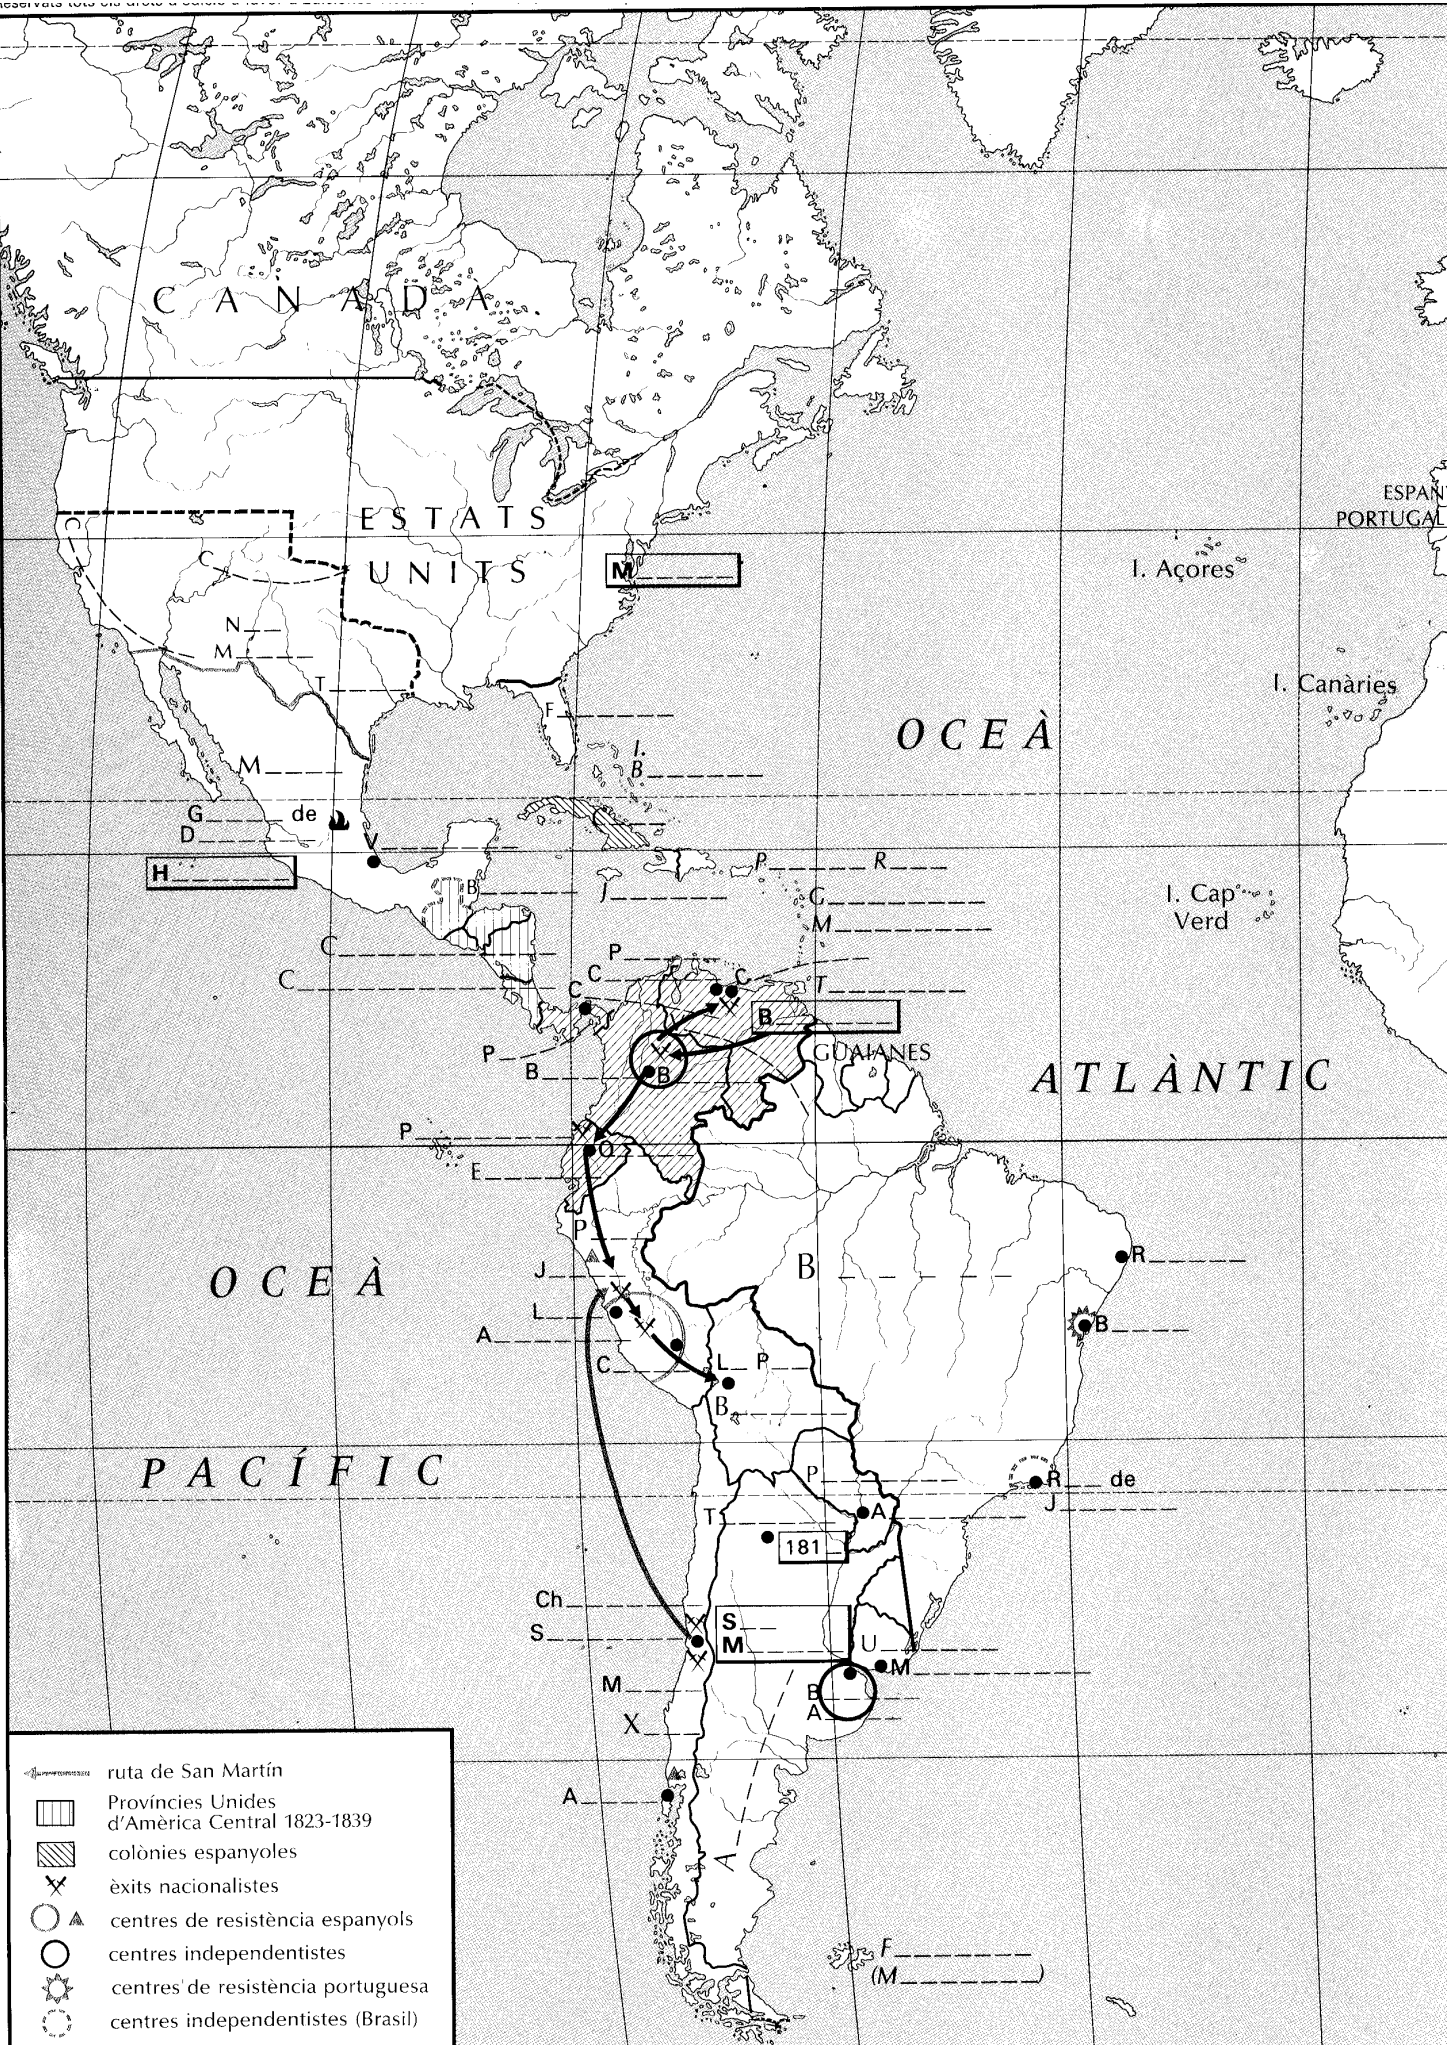 CANADA
ESPANY
PORTUGAL
ESTATS
UNITS
C
C
M
I. Açores
N
M
T
F
I. Canàries
OCEÀ
M
I.
B
G de
D
C
V
H
P R
B
J
G
I. Cap
Verd
M
C
P
C
C
C
C
T
B
P
B
B
GUAIANES
ATLÀNTIC
P
Q
E
P
B
R
OCEÀ
J
L
A
B
C
L P
B
PACÍFIC
P
R de
J
T
A
181
Ch
S
S
M
U
M
M
B
A
X
A
A
F
(M )
ruta de San Martín
Províncies Unides
d'Amèrica Central 1823-1839
colònies espanyoles
èxits nacionalistes
centres de resistència espanyols
centres independentistes
centres de resistència portuguesa
centres independentistes (Brasil)